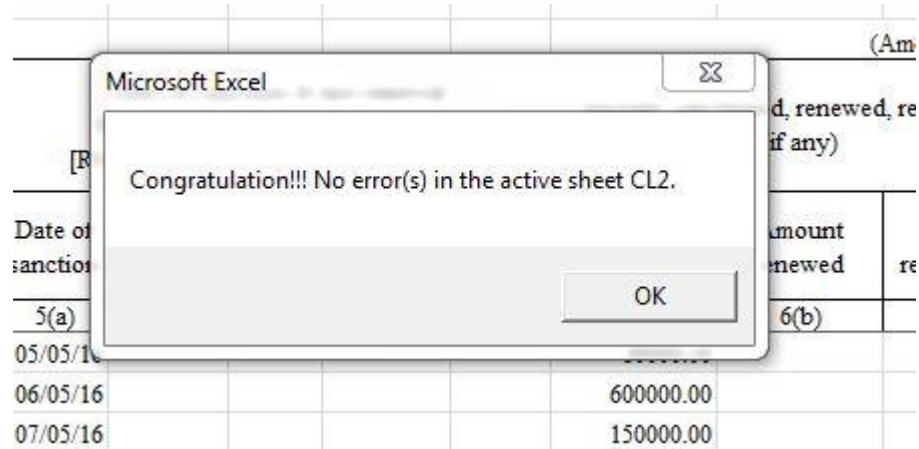 (Am
Microsoft Excel
d, renewed, re
if any)
[R
Congratulation!!! No error(s) in the active sheet CL2.
Date of
sanction
mount
enewed
re
OK
5(a)
6(b)
05/05/16
06/05/16 600000.00
07/05/16 150000.00